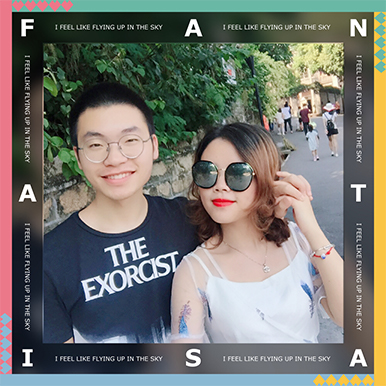 F A N
I FEEL LIKE FLYING UP IN THE SKY I FEEL LIKE FLYING UP IN THE SKY
I FEEL LIKE FLYING UP IN THE SKY
I FEEL LIKE FLYING UP IN THE SKY
A T
THE
EXORCIST
I FEEL LIKE FLYING UP IN THE SKY
I FEEL LIKE FLYING UP IN THE SKY
I S A
I FEEL LIKE FLYING UP IN THE SKY I FEEL LIKE FLYING UP IN THE SKY